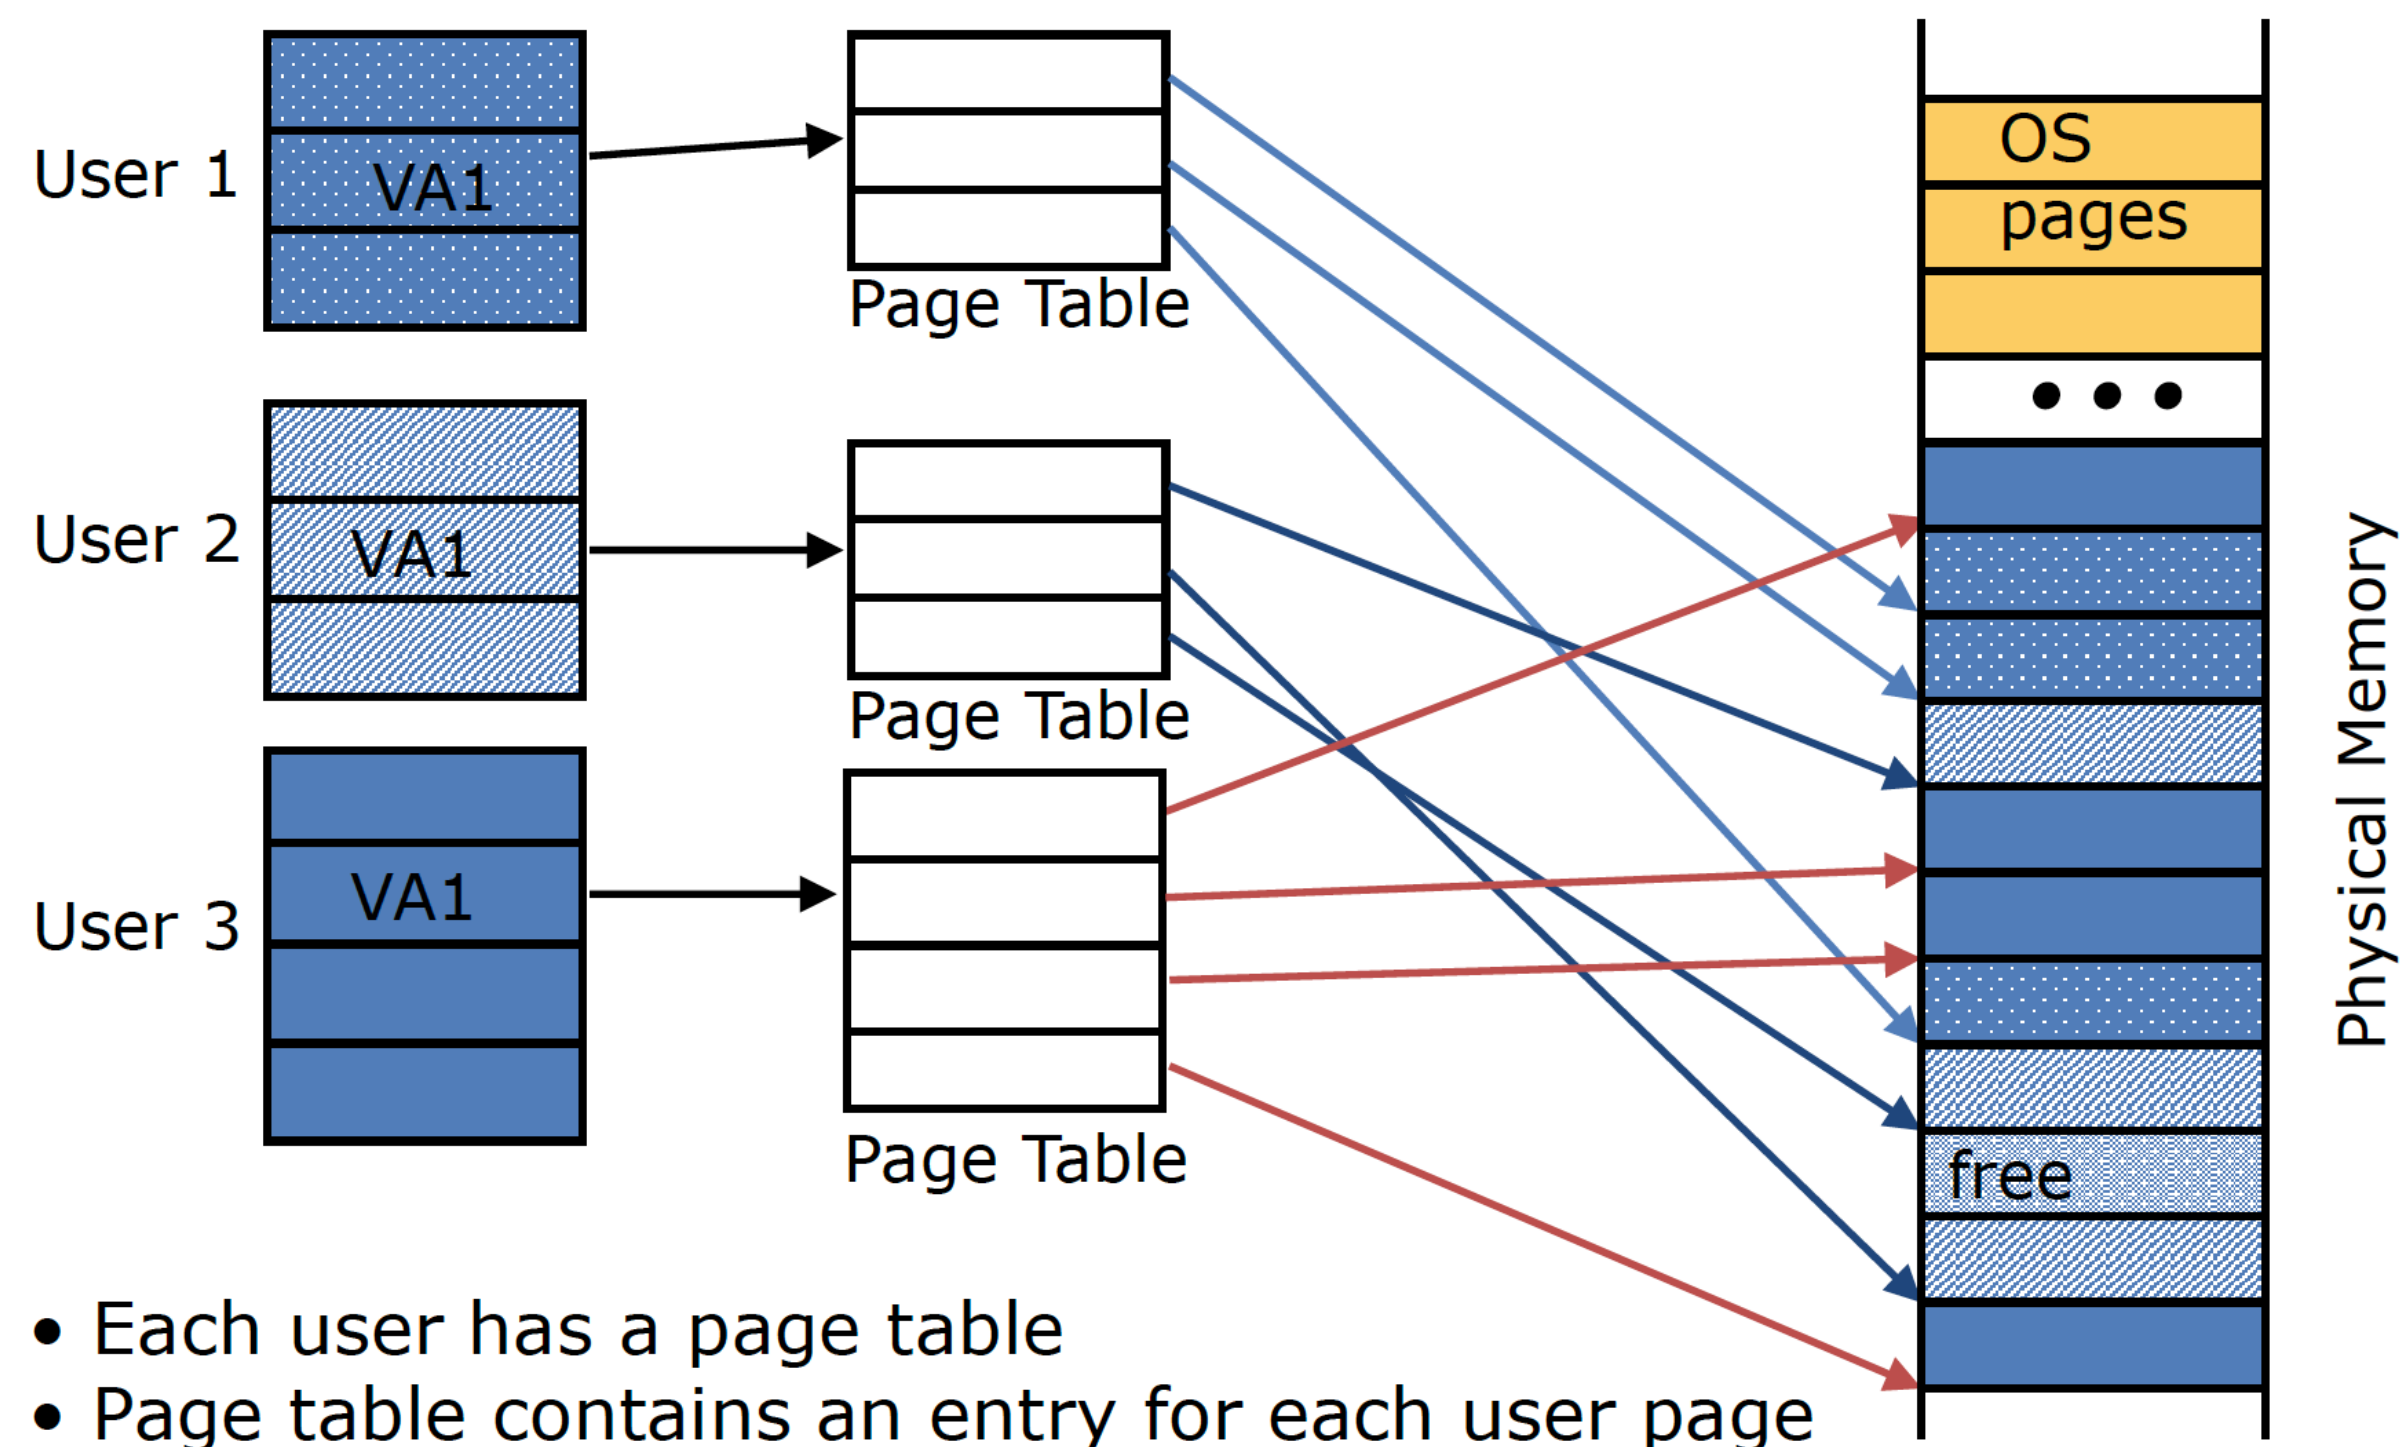 User 1
VA1
Page Table
OS
pages
• • •
User 2
VA1
Page Table
User 3
VA1
Page Table
free
Physical Memory
• Each user has a page table
• Page table contains an entry for each user page